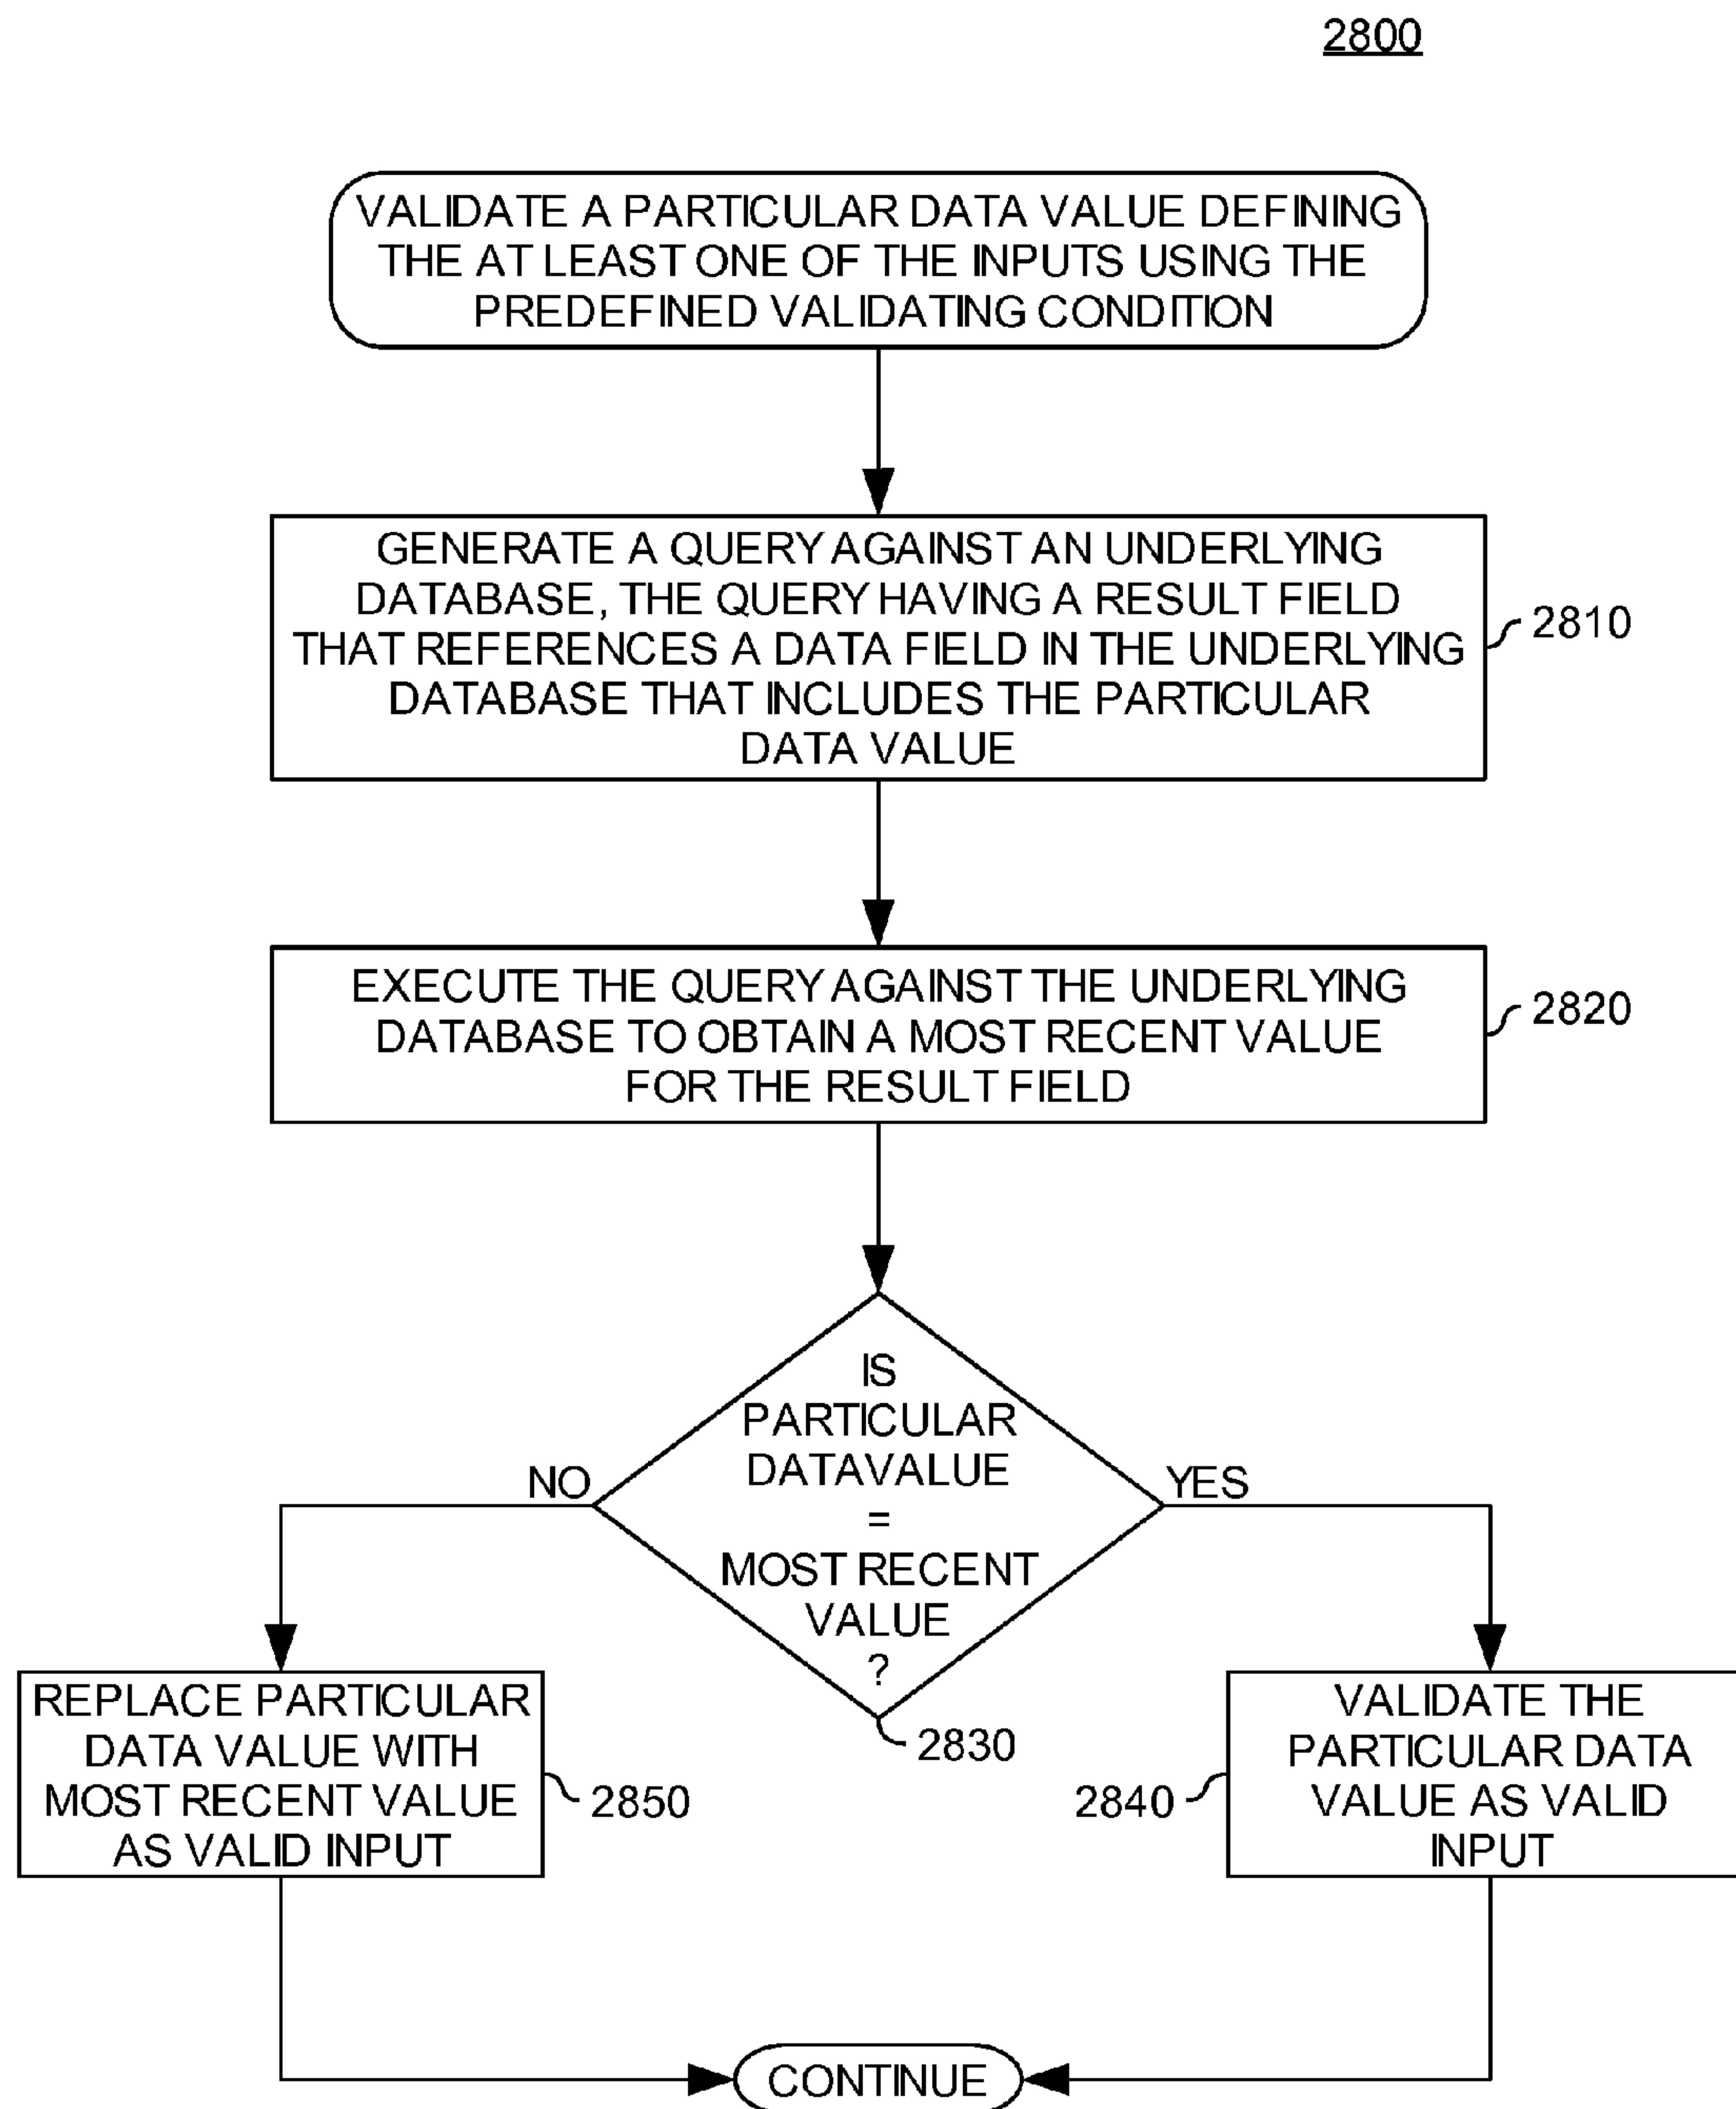 2800
VALIDATE A PARTICULAR DATA VALUE DEFINING
THE AT LEAST ONE OF THE INPUTS USING THE
PREDEFINED VALIDATING CONDITION
GENERATE A QUERY AGAINST AN UNDERLYING
DATABASE, THE QUERY HAVING A RESULT FIELD
THAT REFERENCES A DATA FIELD IN THE UNDERLYING
DATABASE THAT INCLUDES THE PARTICULAR
DATA VALUE
2810
EXECUTE THE QUERY AGAINST THE UNDERLYING
DATABASE TO OBTAIN A MOST RECENT VALUE
FOR THE RESULT FIELD
2820
IS
PARTICULAR
DATA VALUE
=
MOST RECENT
VALUE
?
NO
YES
2830
REPLACE PARTICULAR
DATA VALUE WITH
MOST RECENT VALUE
AS VALID INPUT
2850
2840
VALIDATE THE
PARTICULAR DATA
VALUE AS VALID
INPUT
CONTINUE